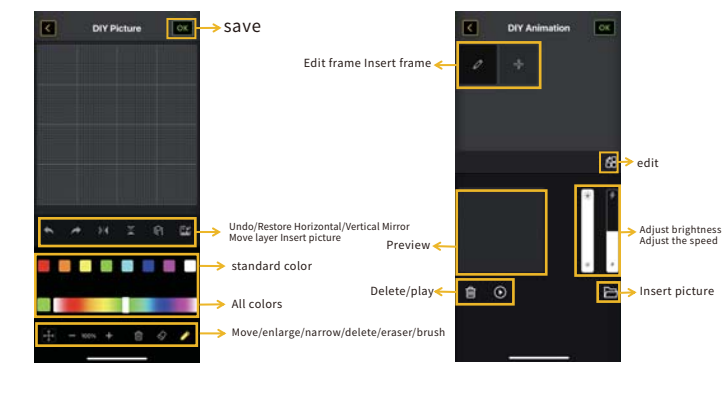 DIY Picture
OK
save
Undo/Restore Horizontal/Vertical Mirror
Move layer Insert picture
standard color
All colors
100%
Move/enlarge/narrow/delete/eraser/brush
DIY Animation
OK
Edit frame Insert frame
edit
Preview
Adjust brightness
Adjust the speed
Delete/play
Insert picture